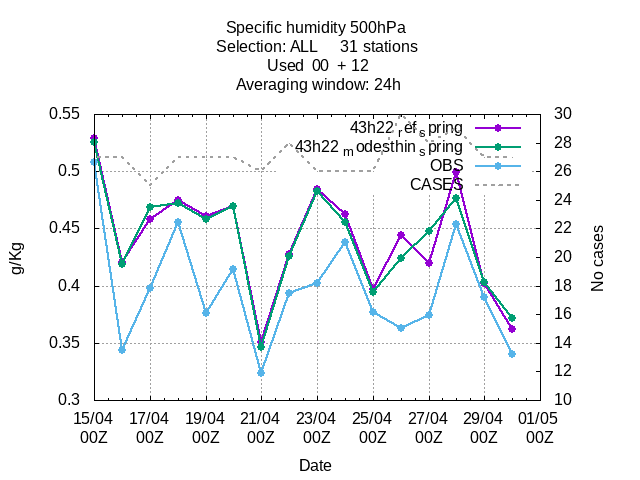 Specific humidity 500hPa
Selection: ALL 31 stations
Used 00 + 12
Averaging window: 24h
0.55
0.5
0.45
0.4
0.35
0.3
g/Kg
43h22_ref_spring
43h22_modesthin_spring
OBS
CASES
30
28
26
24
22
20
18
16
14
12
10
No cases
15/04 17/04 19/04 21/04 23/04 25/04 27/04 29/04 01/05
00Z 00Z 00Z 00Z 00Z 00Z 00Z 00Z 00Z
Date